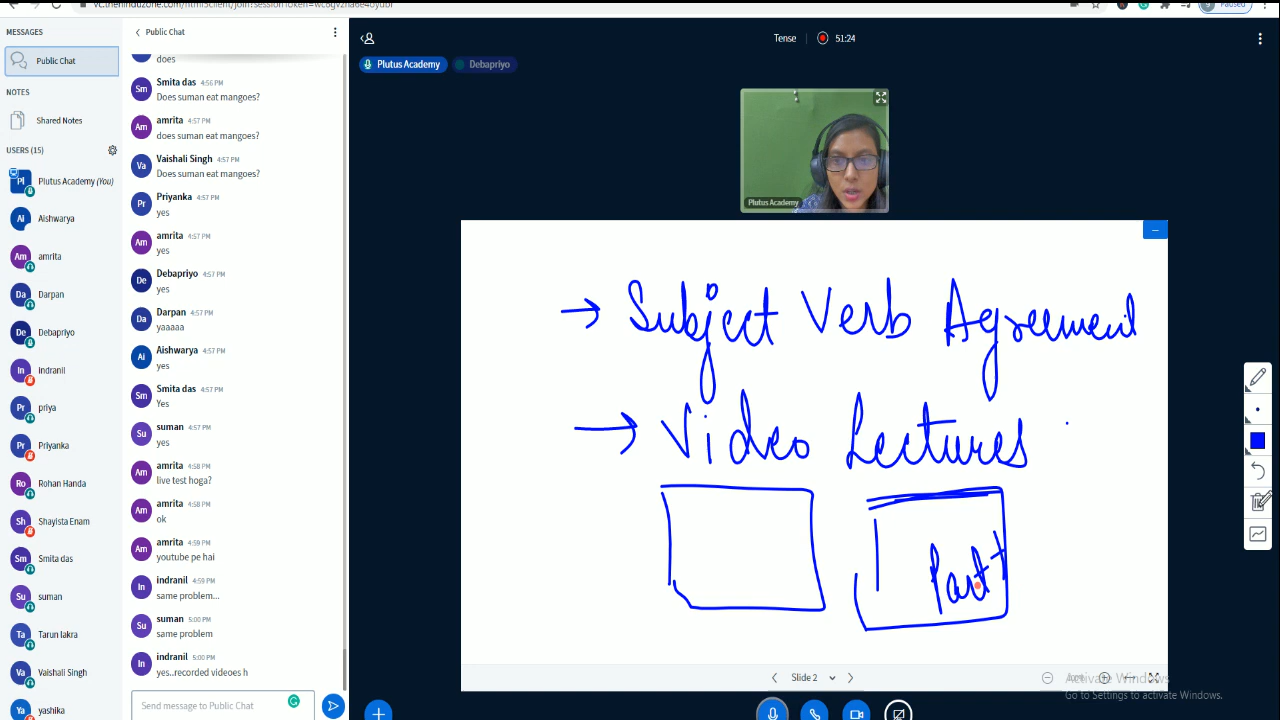 vc.thehinduzone.com/html5client/join?sessionToken=wc6gvzna6e4oydbf
Paused
MESSAGES
Public Chat
NOTES
Shared Notes
USERS (15)
Plutus Academy (You)
Aishwarya
amrita
Darpan
Debapriyo
indranil
priya
Priyanka
Rohan Handa
Shayista Enam
Smita das
suman
Tarun lakra
Vaishali Singh
yashika
Public Chat
does
Smita das 4:56 PM
Does suman eat mangoes?
amrita 4:57 PM
does suman eat mangoes?
Vaishali Singh 4:57 PM
Does suman eat mangoes?
Priyanka 4:57 PM
yes
amrita 4:57 PM
yes
Debapriyo 4:57 PM
yes
Darpan 4:57 PM
yaaaaa
Aishwarya 4:57 PM
yes
Smita das 4:57 PM
Yes
suman 4:57 PM
yes
amrita 4:58 PM
live test hoga?
amrita 4:58 PM
ok
amrita 4:59 PM
youtube pe hai
indranil 4:59 PM
same problem...
suman 5:00 PM
same problem
indranil 5:00 PM
yes..recorded videoes h
Send message to Public Chat
Tense 51:24
Plutus Academy Debapriyo
Plutus Academy
→ Subject Verb Agreement
→ Video Lectures
Part
Slide 2
Activate Windows
Go to Settings to activate Windows.